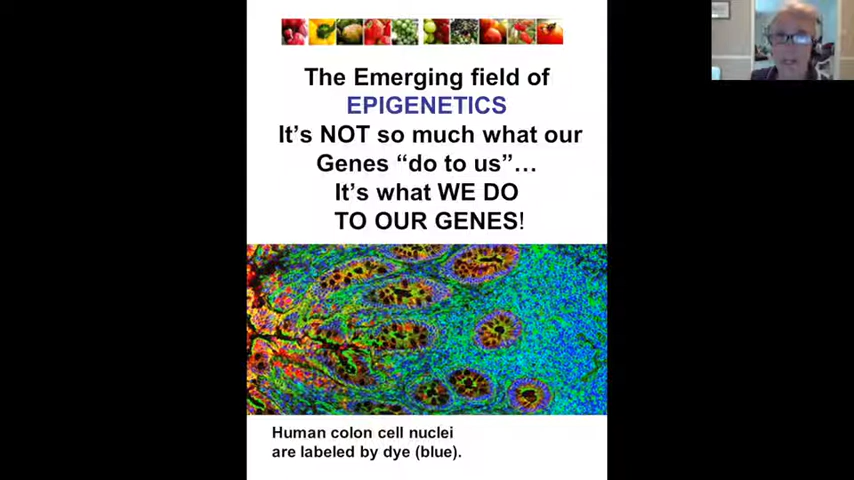 The Emerging field of
EPIGENETICS
It's NOT so much what our
Genes “do to us”…
It's what WE DO
TO OUR GENES!
Human colon cell nuclei
are labeled by dye (blue).